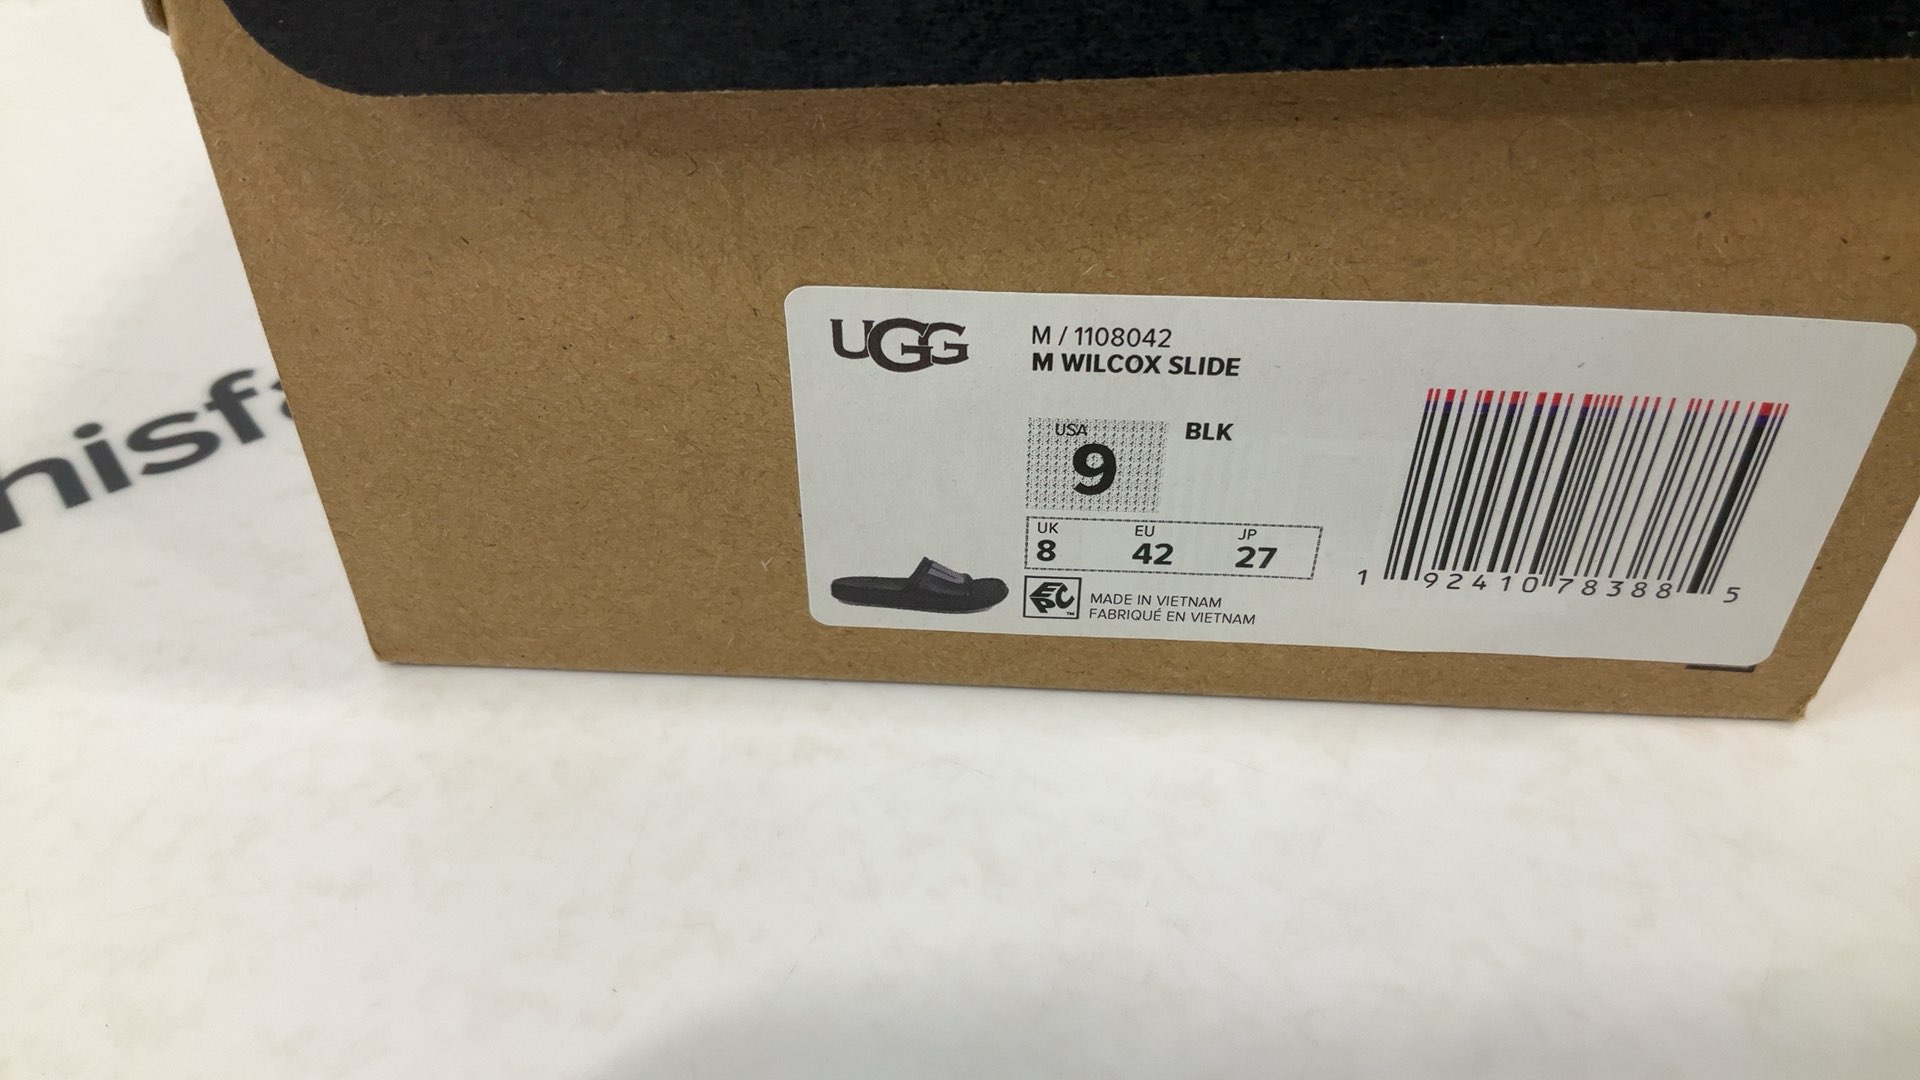 UGG
M / 1108042
M WILCOX SLIDE
USA
9
BLK
UK EU JP
8 42 27
EPC™
MADE IN VIETNAM
FABRIQUÉ EN VIETNAM
1 92410 78388 5